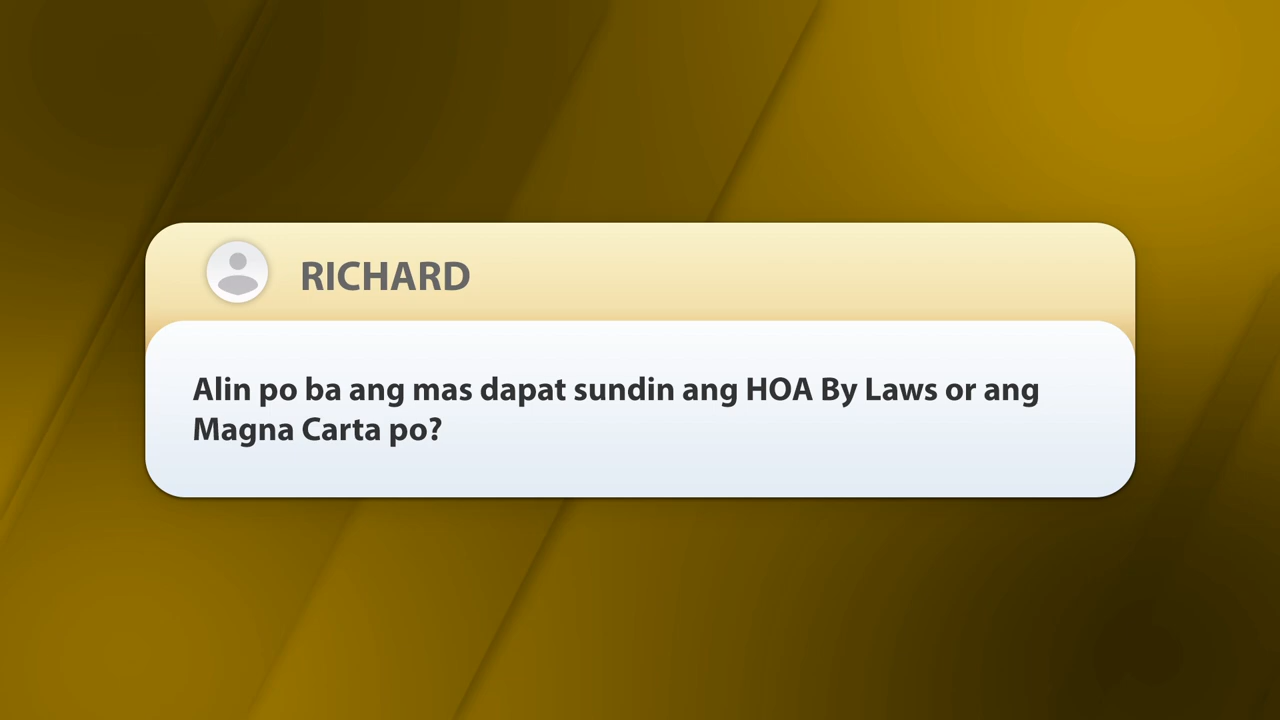 RICHARD
Alin po ba ang mas dapat sundin ang HOA By Laws or ang
Magna Carta po?